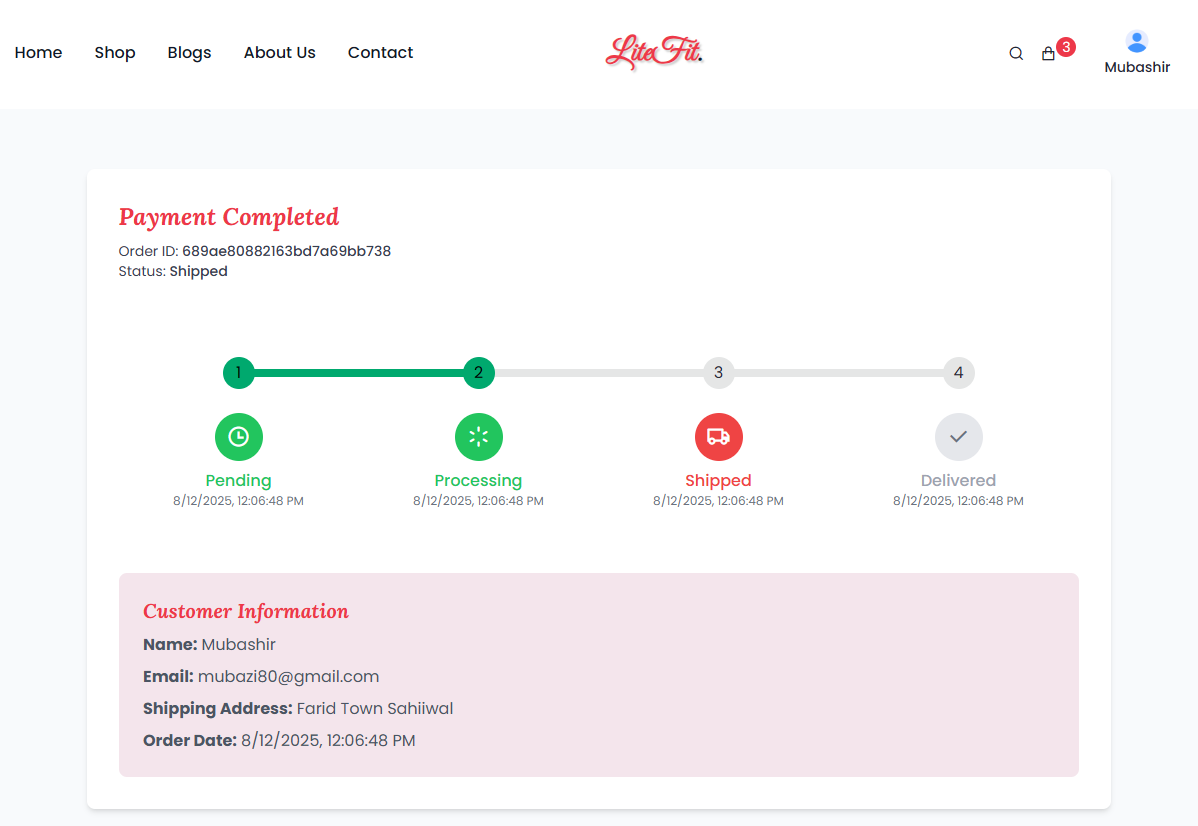 Home Shop Blogs About Us Contact LiteFit. 3 Mubashir
Payment Completed
Order ID: 689ae80882163bd7a69bb738
Status: Shipped
1 2 3 4
Pending Processing Shipped Delivered
8/12/2025, 12:06:48 PM 8/12/2025, 12:06:48 PM 8/12/2025, 12:06:48 PM 8/12/2025, 12:06:48 PM
Customer Information
Name: Mubashir
Email: mubazi80@gmail.com
Shipping Address: Farid Town Sahiiwal
Order Date: 8/12/2025, 12:06:48 PM